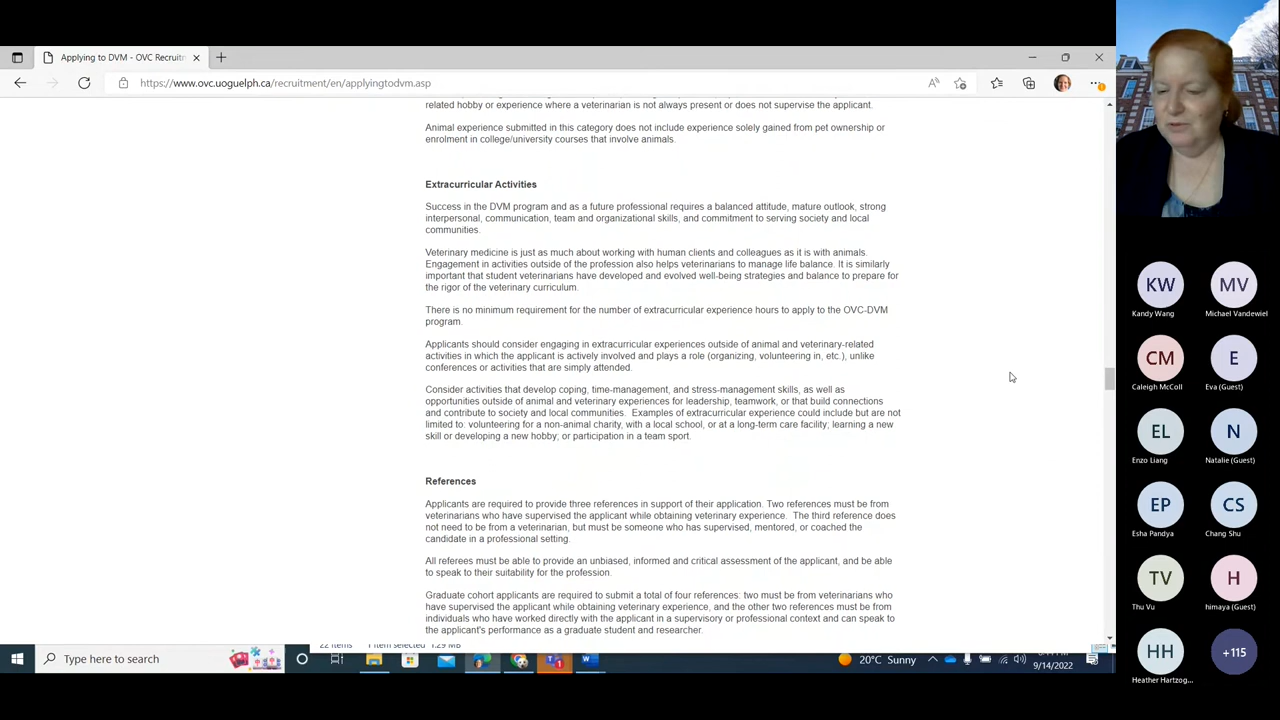 Applying to DVM - OVC Recruitm
https://www.ovc.uoguelph.ca/recruitment/en/applyingtodvm.asp
related hobby or experience where a veterinarian is not always present or does not supervise the applicant.
Animal experience submitted in this category does not include experience solely gained from pet ownership or
enrolment in college/university courses that involve animals.
Extracurricular Activities
Success in the DVM program and as a future professional requires a balanced attitude, mature outlook, strong
interpersonal, communication, team and organizational skills, and commitment to serving society and local
communities.
Veterinary medicine is just as much about working with human clients and colleagues as it is with animals.
Engagement in activities outside of the profession also helps veterinarians to manage life balance. It is similarly
important that student veterinarians have developed and evolved well-being strategies and balance to prepare for
the rigor of the veterinary curriculum.
There is no minimum requirement for the number of extracurricular experience hours to apply to the OVC-DVM
program.
Applicants should consider engaging in extracurricular experiences outside of animal and veterinary-related
activities in which the applicant is actively involved and plays a role (organizing, volunteering in, etc.), unlike
conferences or activities that are simply attended.
Consider activities that develop coping, time-management, and stress-management skills, as well as
opportunities outside of animal and veterinary experiences for leadership, teamwork, or that build connections
and contribute to society and local communities. Examples of extracurricular experience could include but are not
limited to: volunteering for a non-animal charity, with a local school, or at a long-term care facility; learning a new
skill or developing a new hobby; or participation in a team sport.
References
Applicants are required to provide three references in support of their application. Two references must be from
veterinarians who have supervised the applicant while obtaining veterinary experience. The third reference does
not need to be from a veterinarian, but must be someone who has supervised, mentored, or coached the
candidate in a professional setting.
All referees must be able to provide an unbiased, informed and critical assessment of the applicant, and be able
to speak to their suitability for the profession.
Graduate cohort applicants are required to submit a total of four references: two must be from veterinarians who
have supervised the applicant while obtaining veterinary experience, and the other two references must be from
individuals who have worked directly with the applicant in a supervisory or professional context and can speak to
the applicant's performance as a graduate student and researcher.
22 items 1 item selected 1.29 MB
Type here to search
20°C Sunny
9/14/2022
KW
Kandy Wang
MV
Michael Vandewiel
CM
Caleigh McColl
E
Eva (Guest)
EL
Enzo Liang
N
Natalie (Guest)
EP
Esha Pandya
CS
Chang Shu
TV
Thu Vu
H
himaya (Guest)
HH
Heather Hartzog...
+115